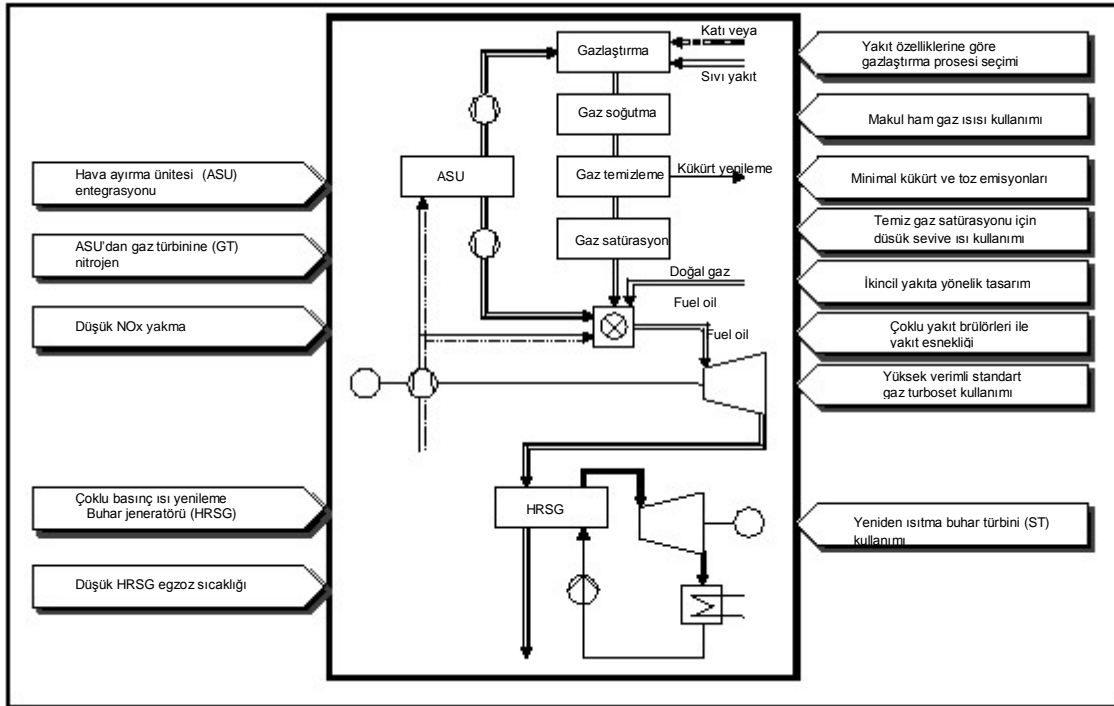 Hava ayırma ünitesi (ASU)
entegrasyonu
ASU'dan gaz türbinine (GT)
nitrojen
Düşük NOx yakma
Çoklu basınç ısı yenileme
Buhar jeneratörü (HRSG)
Düşük HRSG egzoz sıcaklığı
Katı veya
Gazlaştırma
Sıvı yakıt
Gaz soğutma
ASU
Gaz temizleme
Kükürt yenileme
Gaz satürasyon
Doğal gaz
Fuel oil
Fuel oil
HRSG
Yakıt özelliklerine göre
gazlaştırma prosesi seçimi
Makul ham gaz ısısı kullanımı
Minimal kükürt ve toz emisyonları
Temiz gaz satürasyonu için
düsük sevive ısı kullanımı
İkincil yakıta yönelik tasarım
Çoklu yakıt brülörleri ile
yakıt esnekliği
Yüksek verimli standart
gaz turboset kullanımı
Yeniden ısıtma buhar türbini (ST)
kullanımı